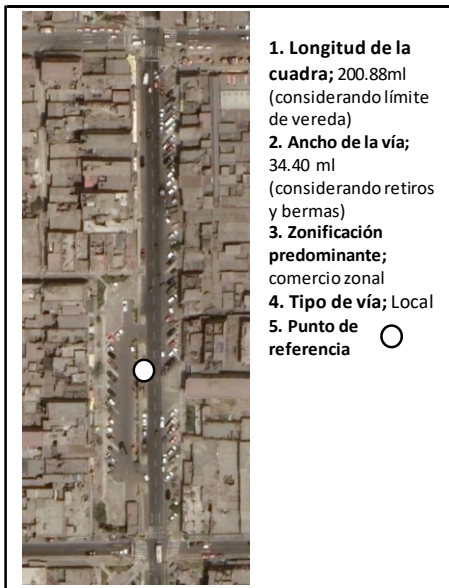 1. Longitud de la
cuadra; 200.88ml
(considerando límite
de vereda)
2. Ancho de la vía;
34.40 ml
(considerando retiros
y bermas)
3. Zonificación
predominante;
comercio zonal
4. Tipo de vía; Local
5. Punto de
referencia